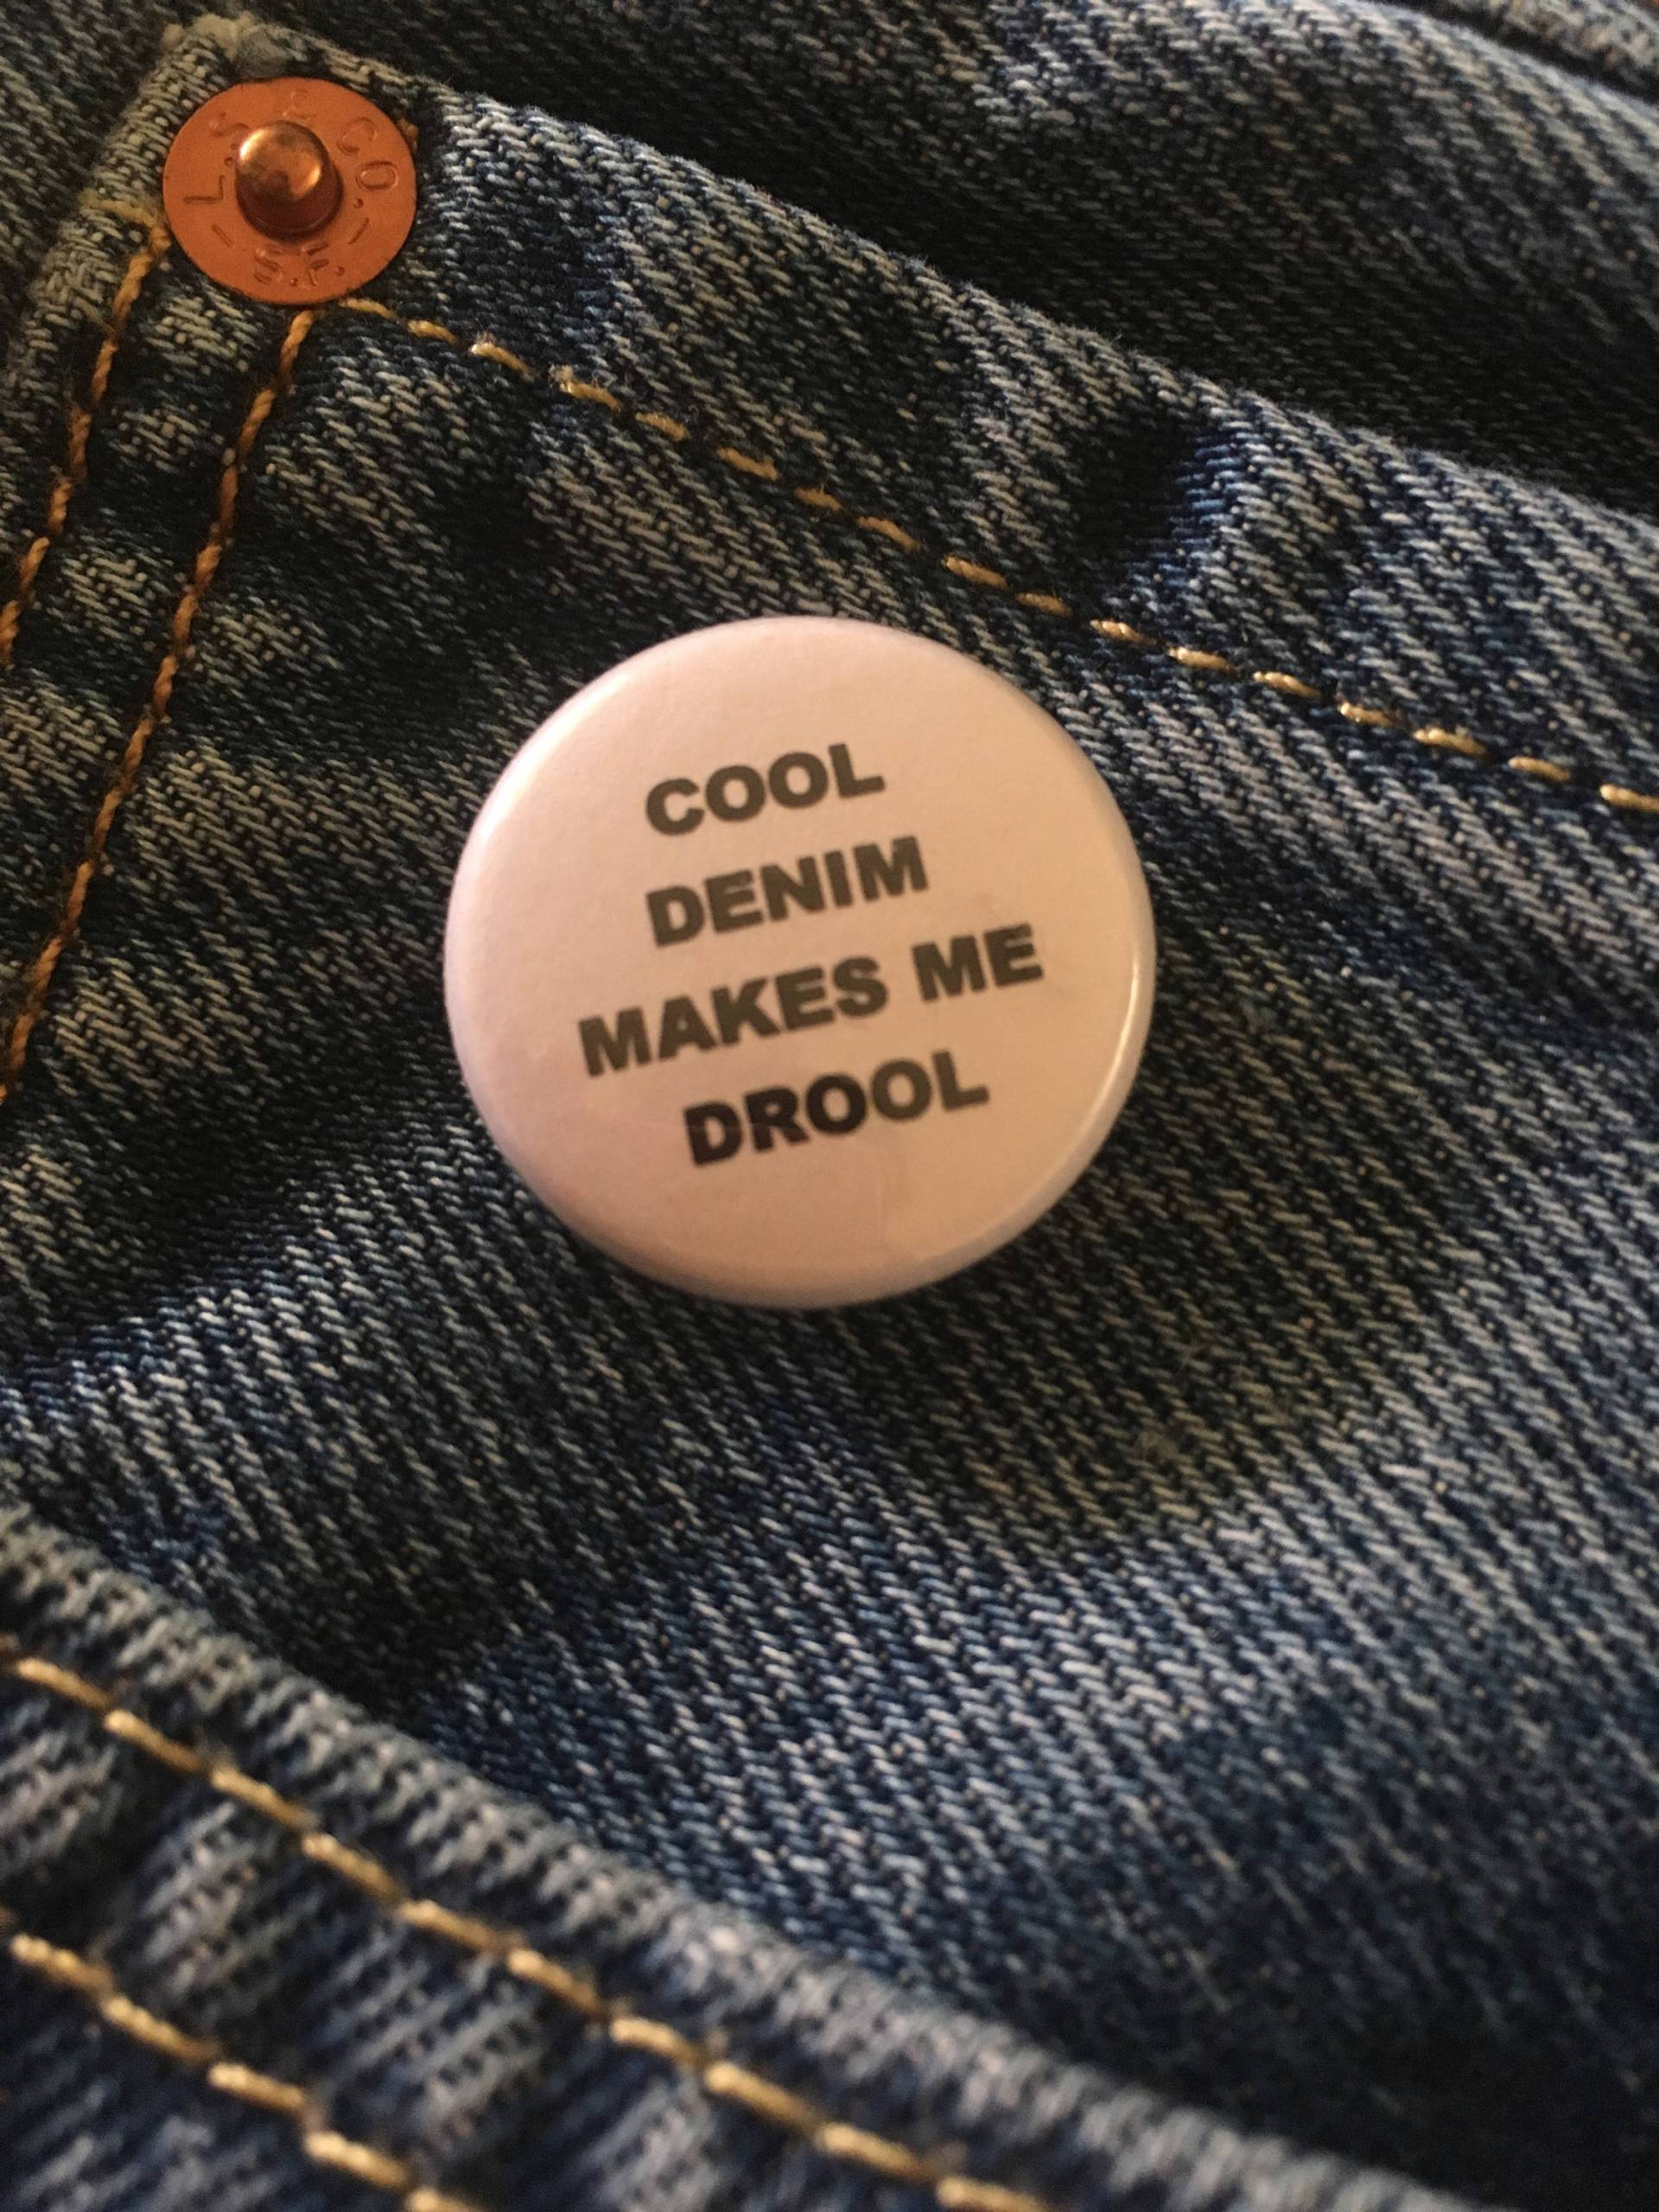 L.S.&CO.
-S.F.-
COOL
DENIM
MAKES ME
DROOL